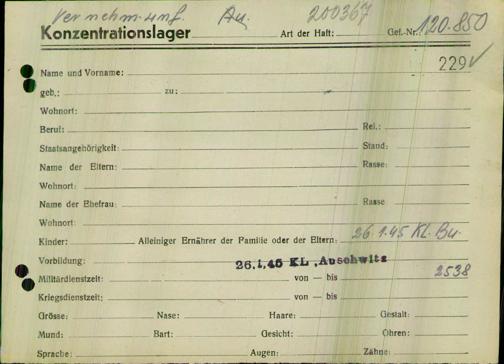 Vernehm. unf. Au. 200367
Konzentrationslager Art der Haft: Gef.-Nr. 120.850
229 ✓
Name und Vorname:
geb.: zu:
Wohnort:
Beruf: Rel.:
Staatsangehörigkeit: Stand:
Name der Eltern: Rasse:
Wohnort:
Name der Ehefrau: Rasse
Wohnort:
Kinder: Alleiniger Ernährer der Familie oder der Eltern: 26.1.45 KL. Bu.
Vorbildung:
26.1.45 KL. Auschwitz
Militärdienstzeit: von — bis 2538
Kriegsdienstzeit: von — bis
Grösse: Nase: Haare: Gestalt:
Mund: Bart: Gesicht: Ohren:
Sprache: Augen: Zähne: